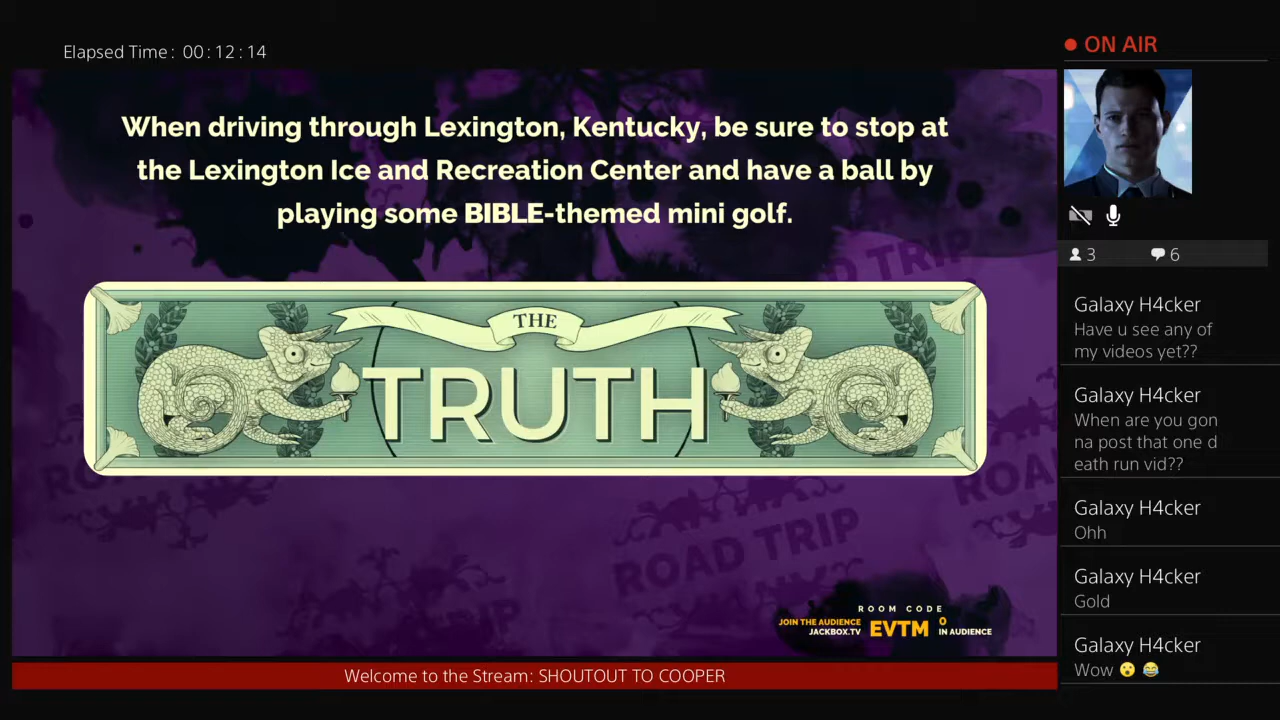 Elapsed Time: 00:12:14
ON AIR
When driving through Lexington, Kentucky, be sure to stop at
the Lexington Ice and Recreation Center and have a ball by
playing some BIBLE-themed mini golf.
THE
TRUTH
3
6
Galaxy H4cker
Have u see any of
my videos yet??
Galaxy H4cker
When are you gon
na post that one d
eath run vid??
Galaxy H4cker
Ohh
Galaxy H4cker
Gold
Galaxy H4cker
Wow 😮 😂
D TRIP
ROAD TRIP
ROOM CODE
JOIN THE AUDIENCE
JACKBOX.TV
EVTM
0
IN AUDIENCE
Welcome to the Stream: SHOUTOUT TO COOPER